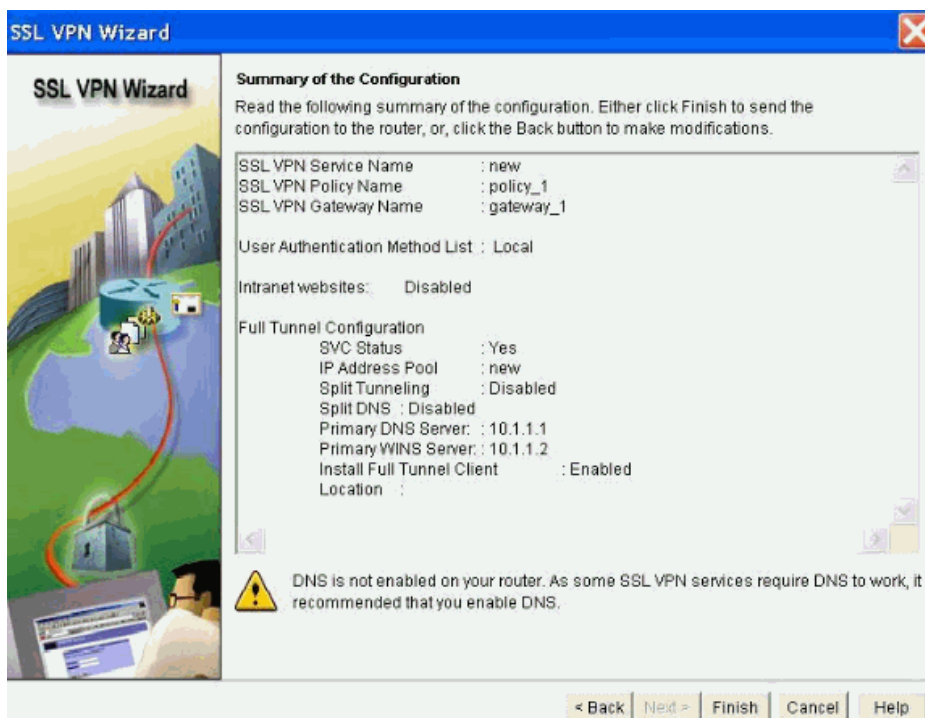 SSL VPN Wizard
SSL VPN Wizard
Summary of the Configuration
Read the following summary of the configuration. Either click Finish to send the
configuration to the router, or, click the Back button to make modifications.
SSL VPN Service Name : new
SSL VPN Policy Name : policy_1
SSL VPN Gateway Name : gateway_1
User Authentication Method List : Local
Intranet websites: Disabled
Full Tunnel Configuration
SVC Status : Yes
IP Address Pool : new
Split Tunneling : Disabled
Split DNS : Disabled
Primary DNS Server: : 10.1.1.1
Primary WINS Server: : 10.1.1.2
Install Full Tunnel Client : Enabled
Location :
DNS is not enabled on your router. As some SSL VPN services require DNS to work, it
recommended that you enable DNS.
< Back Next > Finish Cancel Help